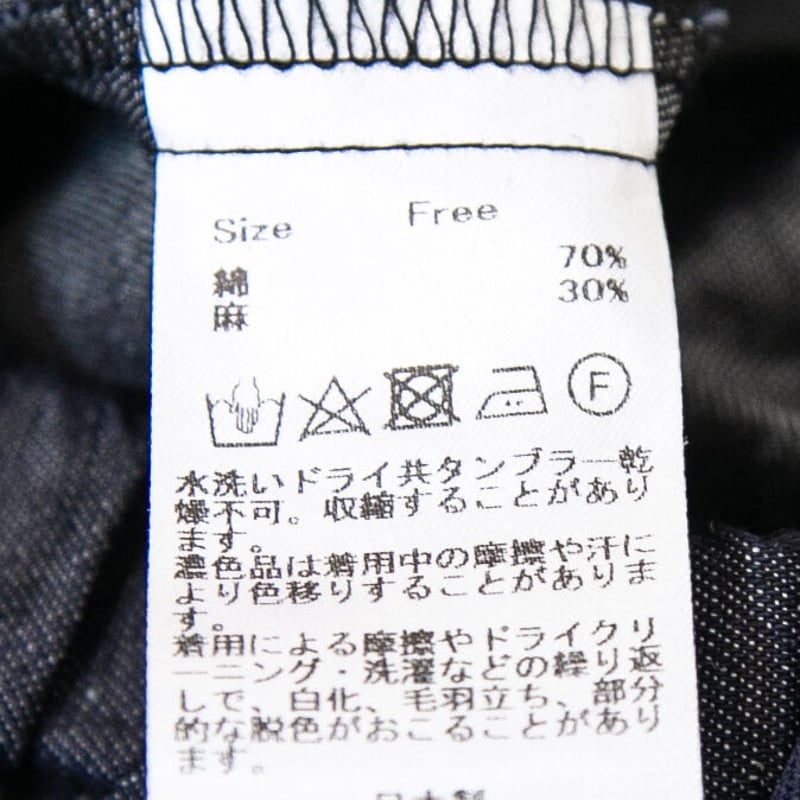 Size Free
綿 70%
麻 30%
F
水洗いドライ共タンブラー乾
燥不可。収縮することがあり
ます。
濃色品は着用中の摩擦や汗に
より色移りすることがありま
す。
着用による摩擦やドライクリ
ーニング・洗濯などの繰り返
しで、白化、毛羽立ち、部分
的な脱色がおこることがあり
ます。
日本製